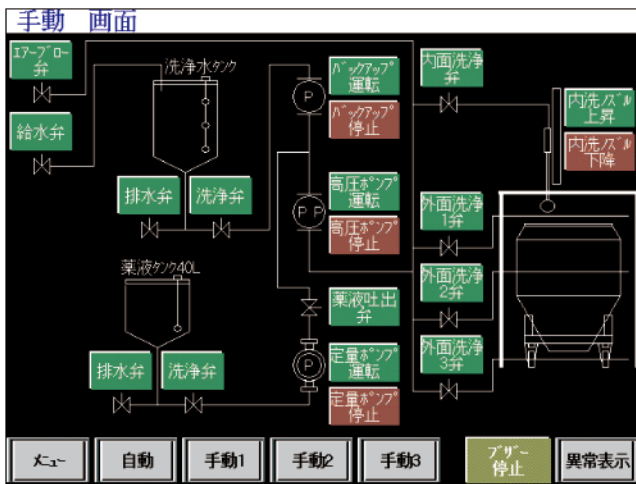 手動 画面
エアーブロー
弁
洗浄水タンク
バックアップ
運転
内面洗浄
弁
内洗ノズル
上昇
バックアップ
停止
給水弁
内洗ノズル
下降
P
排水弁
洗浄弁
高圧ポンプ
運転
外面洗浄
1弁
PP
高圧ポンプ
停止
薬液タンク40L
外面洗浄
2弁
薬液吐出
弁
排水弁
洗浄弁
P
定量ポンプ
運転
外面洗浄
3弁
定量ポンプ
停止
メニュー
自動
手動1
手動2
手動3
ブザー
停止
異常表示